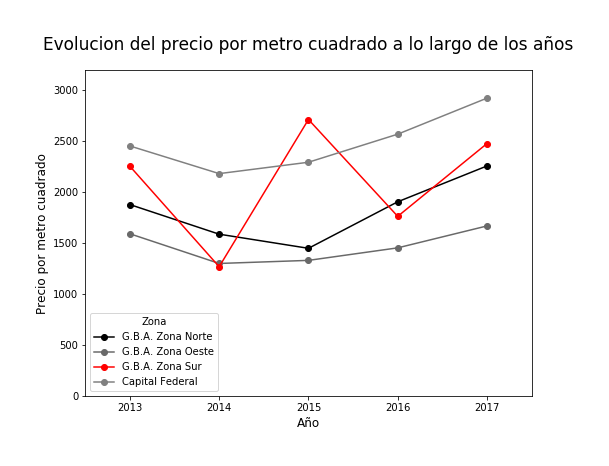 Evolucion del precio por metro cuadrado a lo largo de los años
Precio por metro cuadrado
3000
2500
2000
1500
1000
500
0
Zona
G.B.A. Zona Norte
G.B.A. Zona Oeste
G.B.A. Zona Sur
Capital Federal
2013 2014 2015 2016 2017
Año